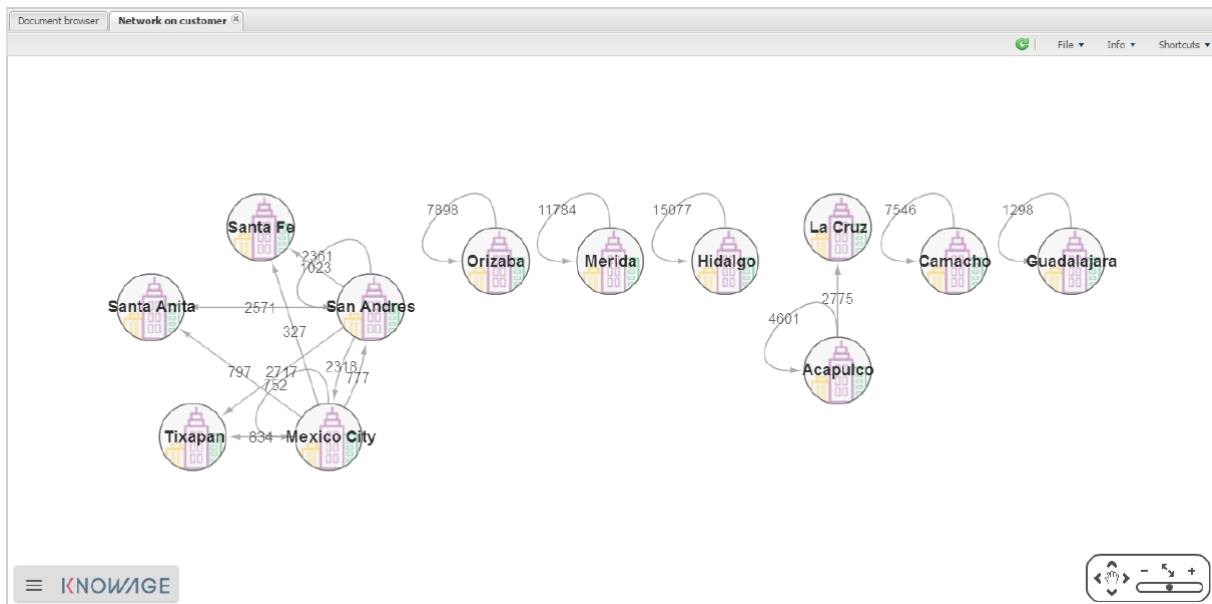 Document browser
Network on customer
File
Info
Shortcuts
Santa Fe
7898
11784
15077
La Cruz
7546
1298
2361
1023
Orizaba
Merida
Hidalgo
Camacho
Guadalajara
Santa Anita
2571
San Andres
2775
327
4601
797
2717
752
2318
777
Acapulco
Tixapan
834
Mexico City
KNOWAGE